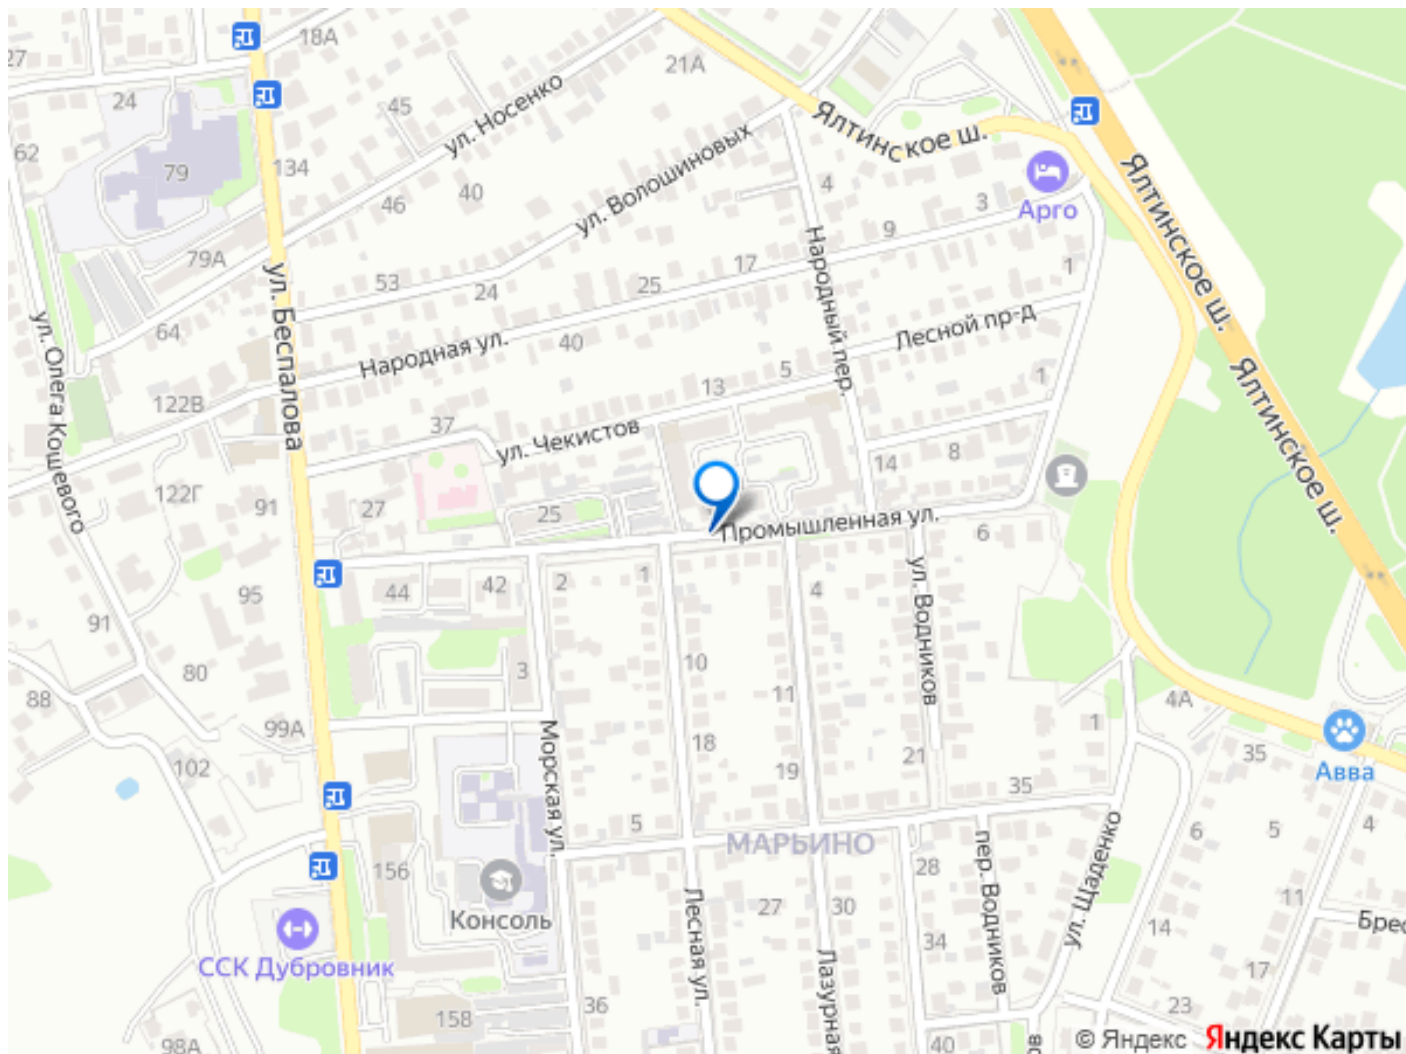 18А
27
21А
24
45
ул. Носенко
Ялтинское ш.
62
79
134
ул. Волошиновых
46
40
4
3
Арго
Ялтинское ш.
79А
9
17
25
53
24
1
Народный пер.
ул. Беспалова
64
Народная ул.
40
Лесной пр-д
ул. Олега Кошевого
122В
13
5
1
37
ул. Чекистов
Ялтинское ш.
14
8
122Г
91
27
25
Промышленная ул.
6
44
42
2
1
4
ул. Водников
95
91
80
3
10
11
88
99А
4А
1
Морская ул.
18
21
35
102
19
35
Авва
5
МАРЬИНО
пер. Водников
ул. Щаденко
6
5
4
156
28
Консоль
Лесная ул.
27
30
11
14
Брес
ССК Дубровник
34
Лазурная
17
36
23
158
98А
40
ов
© Яндекс
Яндекс Карты